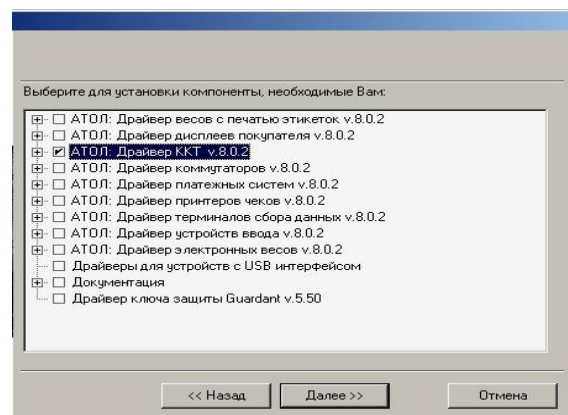 Выберите для установки компоненты, необходимые Вам:
АТОЛ: Драйвер весов с печатью этикеток v.8.0.2
АТОЛ: Драйвер дисплеев покупателя v.8.0.2
АТОЛ: Драйвер ККТ v.8.0.2
АТОЛ: Драйвер коммутаторов v.8.0.2
АТОЛ: Драйвер платежных систем v.8.0.2
АТОЛ: Драйвер принтеров чеков v.8.0.2
АТОЛ: Драйвер терминалов сбора данных v.8.0.2
АТОЛ: Драйвер устройств ввода v.8.0.2
АТОЛ: Драйвер электронных весов v.8.0.2
Драйверы для устройств с USB интерфейсом
Документация
Драйвер ключа защиты Guardant v.5.50
<< Назад Далее >> Отмена